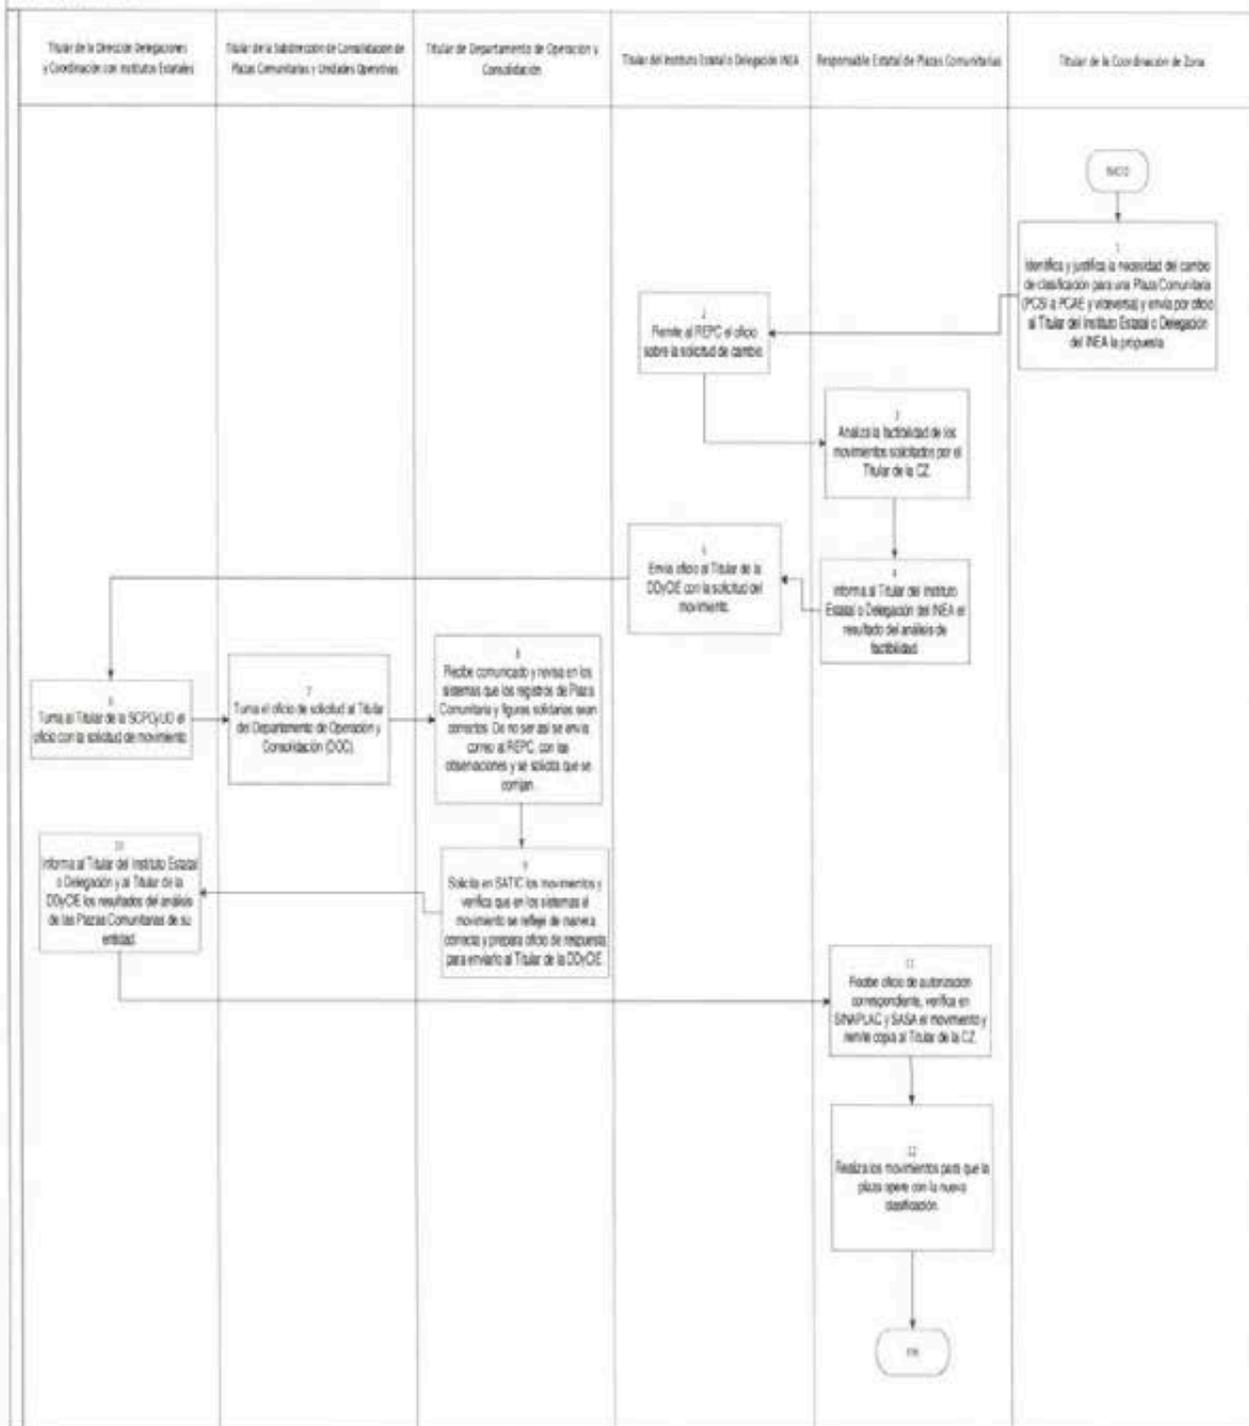 Titular de la Dirección Delegaciones
y Coordinación con Institutos Estatales
Titular de la Subdirección de Consolidación de
Plazas Comunitarias y Unidades Operativas
Titular de Departamento de Operación y
Consolidación
Titular del Instituto Estatal o Delegación INEA
Responsable Estatal de Plazas Comunitarias
Titular de la Coordinación de Zona
INICIO
1
Identifica y justifica la necesidad del cambio
de clasificación para una Plaza Comunitaria
(PCSI a PCAE y viceversa) y envía por oficio
al Titular del Instituto Estatal o Delegación
del INEA la propuesta
2
Remite al REPC el oficio
sobre la solicitud de cambio.
3
Analiza la factibilidad de los
movimientos solicitados por el
Titular de la CZ.
4
Informa al Titular del Instituto
Estatal o Delegación del INEA el
resultado del análisis de
factibilidad.
5
Envía oficio al Titular de la
DDyCIE con la solicitud del
movimiento.
6
Turna al Titular de la SCPCyUO el
oficio con la solicitud de movimiento.
7
Turna el oficio de solicitud al Titular
del Departamento de Operación y
Consolidación (DOC).
8
Recibe comunicado y revisa en los
sistemas que los registros de Plaza
Comunitaria y figuras solidarias sean
correctos. De no ser así se envía
correo al REPC, con las
observaciones y se solicita que se
corrijan.
9
Solicita en SATIC los movimientos y
verifica que en los sistemas el
movimiento se refleje de manera
correcta y prepara oficio de respuesta
para enviarlo al Titular de la DDyCIE
10
Informa al Titular del Instituto Estatal
o Delegación y al Titular de la
DDyCIE los resultados del análisis
de las Plazas Comunitarias de su
entidad.
11
Recibe oficio de autorización
correspondiente, verifica en
SINAPLAC y SASA el movimiento y
remite copia al Titular de la CZ
12
Realiza los movimientos para que la
plaza opere con la nueva
clasificación.
FIN